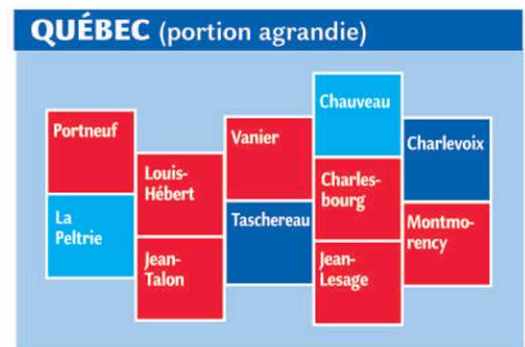 QUÉBEC (portion agrandie)
Portneuf
La
Peltrie
Louis-
Hébert
Jean-
Talon
Vanier
Taschereau
Chauveau
Charles-
bourg
Jean-
Lesage
Charlevoix
Montmo-
rency